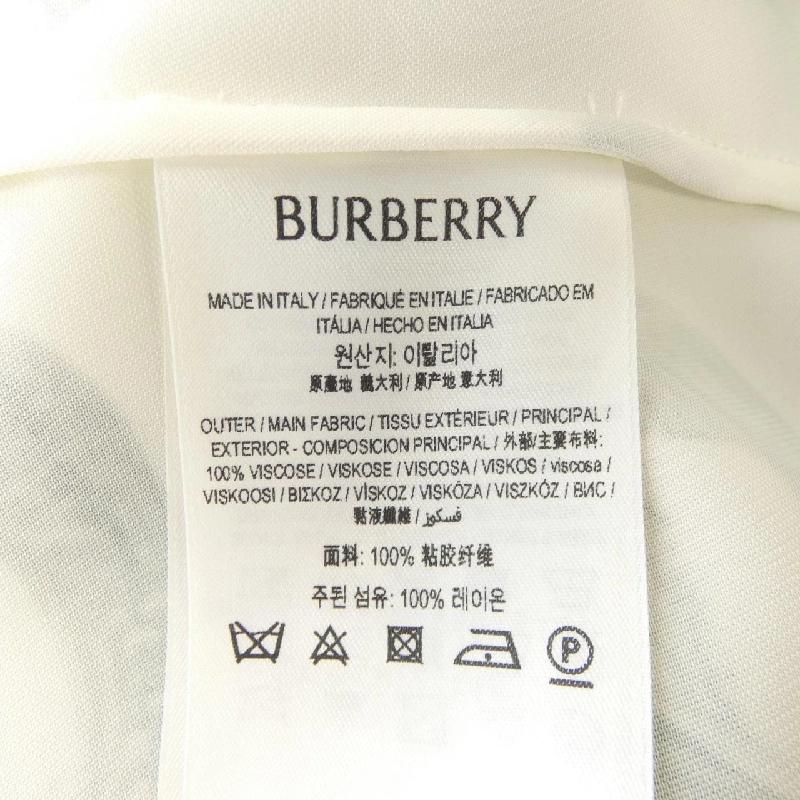 BURBERRY
MADE IN ITALY / FABRIQUÉ EN ITALIE / FABRICADO EM
ITÁLIA / HECHO EN ITALIA
원산지: 이탈리아
原產地 義大利 / 原产地 意大利
OUTER / MAIN FABRIC / TISSU EXTÉRIEUR / PRINCIPAL /
EXTERIOR - COMPOSICION PRINCIPAL / 外部/主要布料:
100% VISCOSE / VISKOSE / VISCOSA / VISKOS / viscosa /
VISKOOSI / ΒΙΣΚΟΖ / VİSKOZ / VISKÓZA / VISZKÓZ / ВИС /
黏液纖維 / فسكوز
面料: 100% 粘胶纤维
주된 섬유: 100% 레이온
P